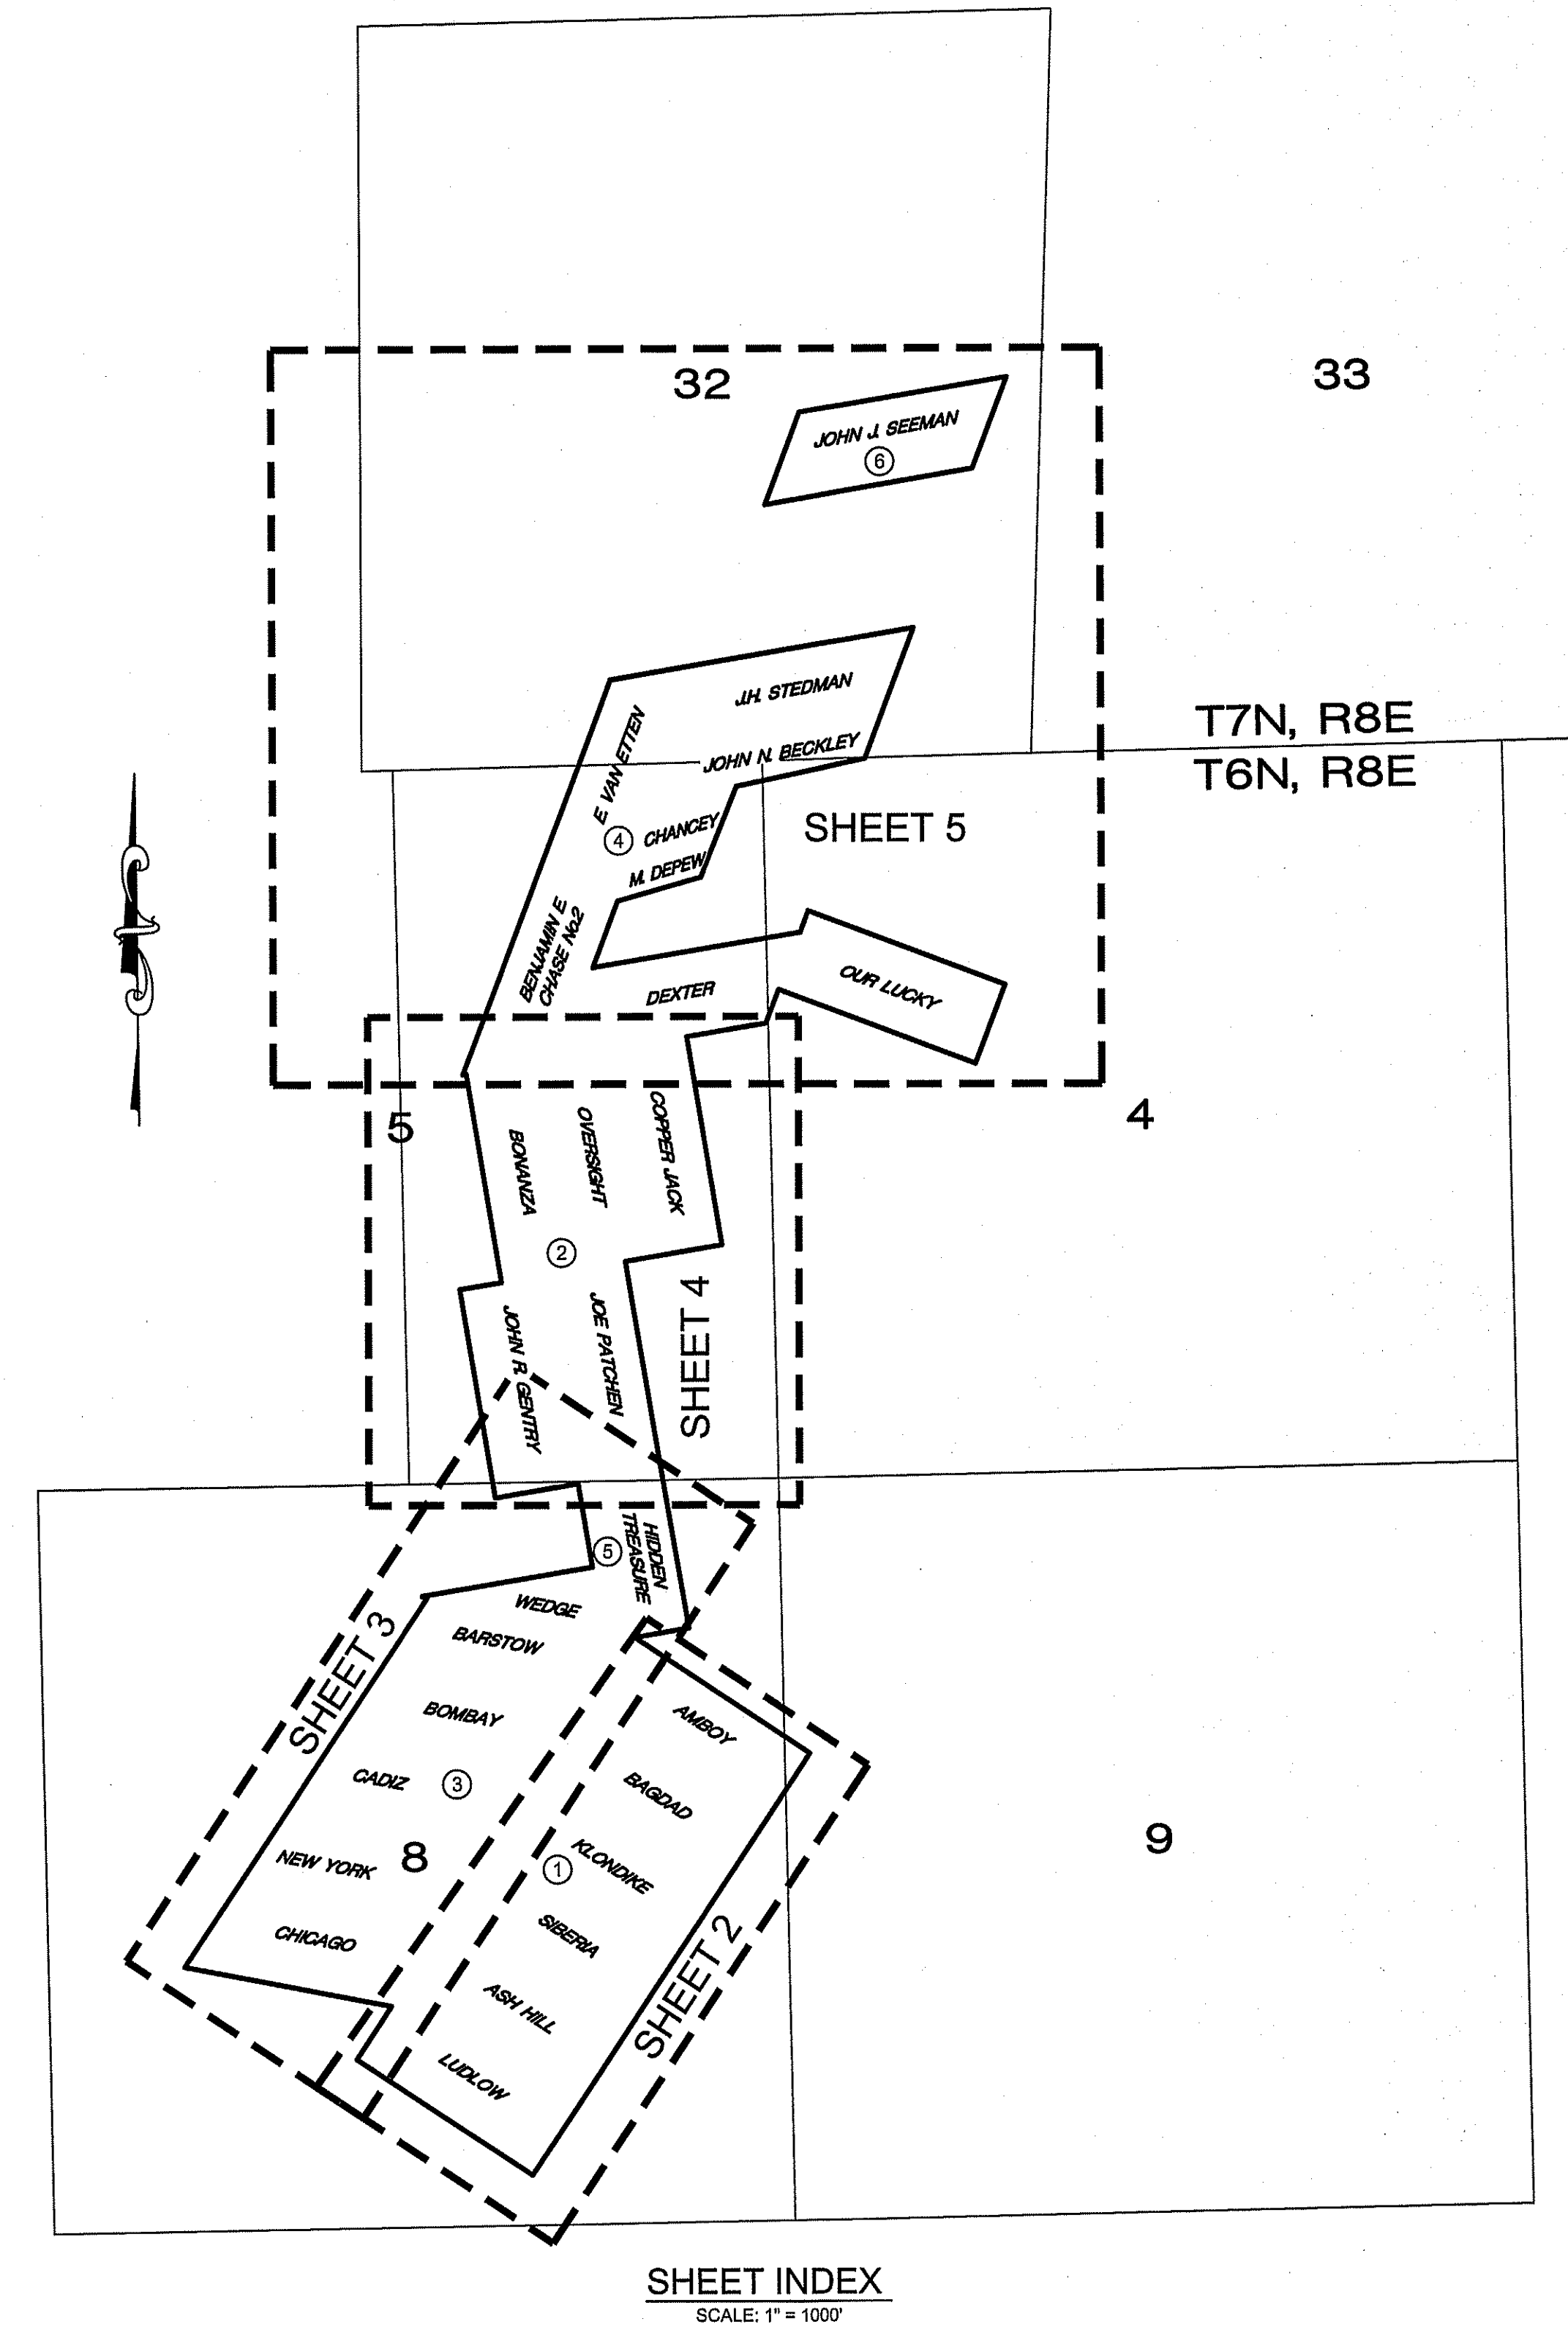 32
33
JOHN J. SEEMAN
6
J.H. STEDMAN
E. VAN ETTEN
JOHN N. BECKLEY
T7N, R8E
T6N, R8E
4
CHANCEY
SHEET 5
M. DEPEW
BENJAMIN E
CHASE No.2
DEXTER
OUR LUCKY
5
4
BONANZA
OVERSIGHT
COPPER JACK
2
JOHN R. GENTRY
JOE PATCHEN
SHEET 4
5
HIDDEN
TREASURE
WEDGE
SHEET 3
BARSTOW
AMBOY
BOMBAY
CADIZ
3
BAGDAD
NEW YORK
8
1
KLONDIKE
9
CHICAGO
SIBERIA
SHEET 2
ASH HILL
LUDLOW
SHEET INDEX
SCALE: 1" = 1000'